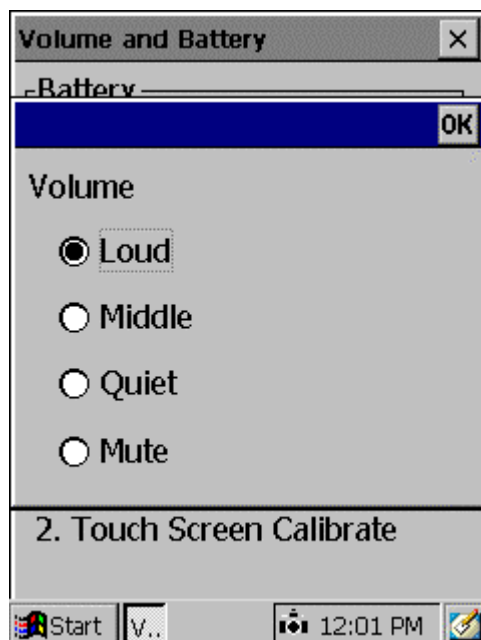 Volume and Battery
Battery
OK
Volume
Loud
Middle
Quiet
Mute
2. Touch Screen Calibrate
Start V.. 12:01 PM